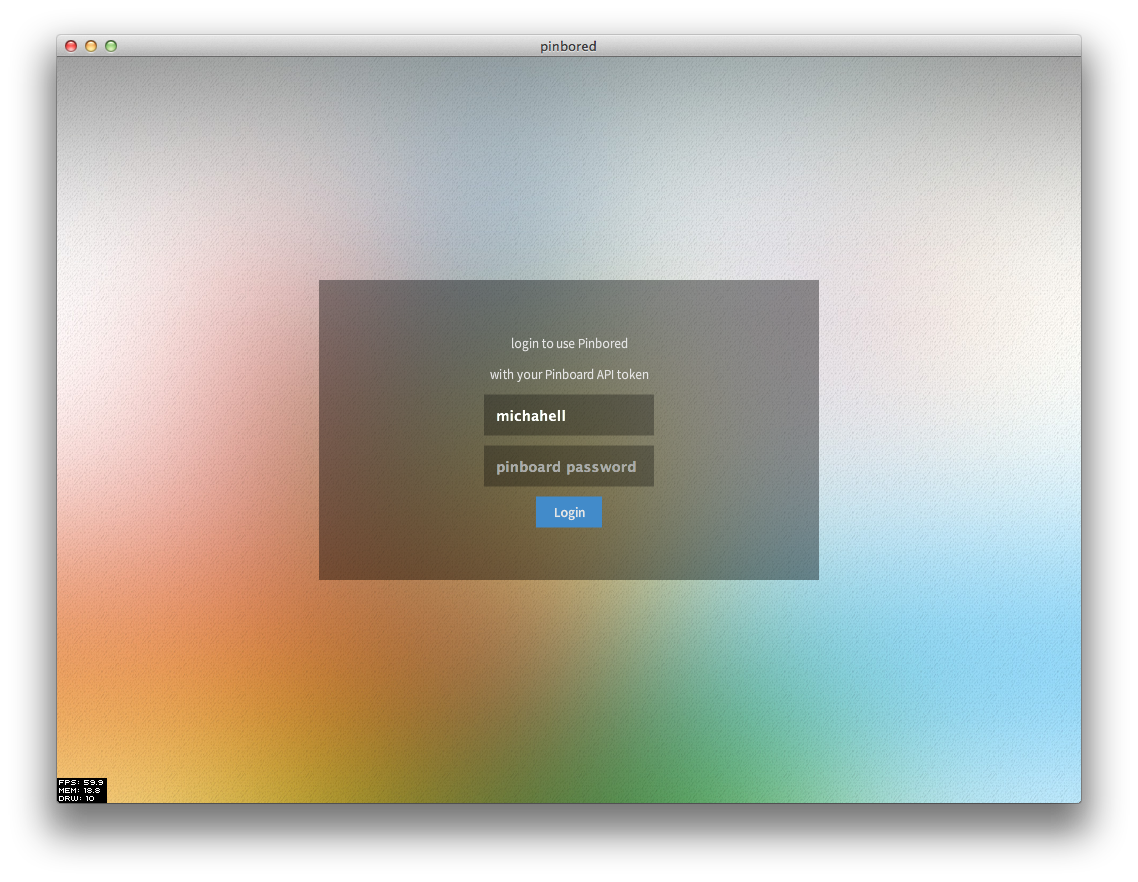 pinbored
login to use Pinbored
with your Pinboard API token
michahell
pinboard password
Login
FPS: 59.9
MEM: 18.8
DRW: 10